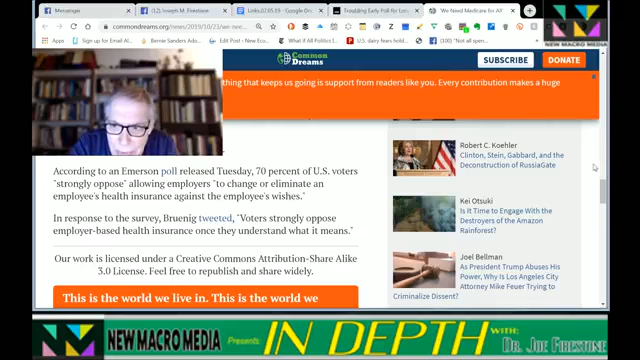 Messenger
(1) Joseph M. Firestone
Links.02.05.09 - Google Drive
Troubling Early Poll for
"We Need Medicare for All
commondreams.org/news/2019/10/23/we-need-
Apps
Sign up for Email Al
Bernie Sanders Ado
What if All Politics
U.S. dairy fears hold
"Not all spen
Common
Dreams
SUBSCRIBE
DONATE
thing that keeps us going is support from readers like you. Every contribution makes a huge
According to an Emerson poll released Tuesday, 70 percent of U.S. voters
"strongly oppose" allowing employers "to change or eliminate an
employee's health insurance against the employee's wishes."
In response to the survey, Bruenig tweeted, "Voters strongly oppose
employer-based health insurance once they understand what it means."
Our work is licensed under a Creative Commons Attribution-Share Alike
3.0 License. Feel free to republish and share widely.
This is the world we live in. This is the world we
Robert C. Koehler
Clinton, Stein, Gabbard, and the
Deconstruction of RussiaGate
Kei Otsuki
Is It Time to Engage with the
Destroyers of the Amazon
Rainforest?
Joel Bellman
As President Trump Abuses His
Power, Why Is Los Angeles City
Attorney Mike Feuer Trying to
Criminalize Dissent?
NEW MACRO MEDIA
NEW MACRO MEDIA Presents: IN DEPTH WITH: DR. JOE FIRESTONE